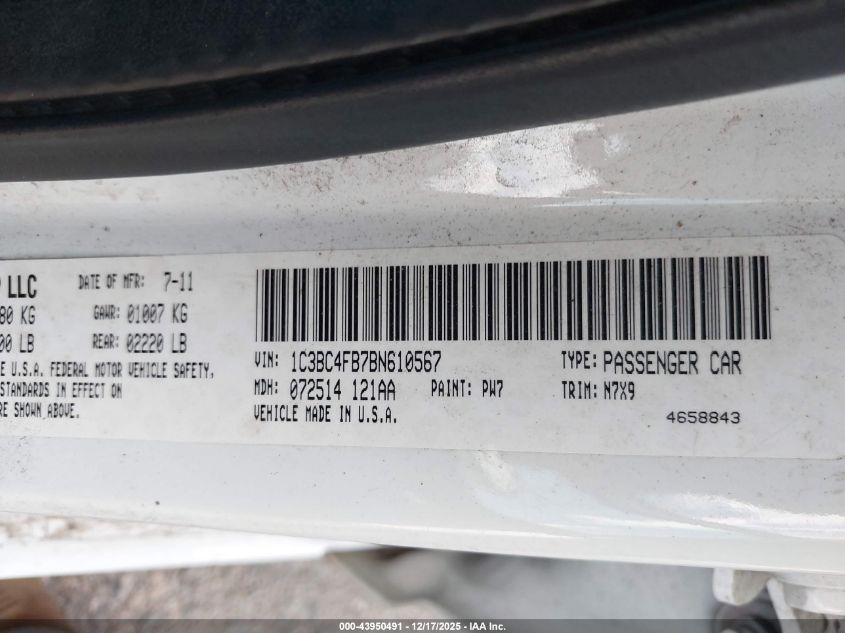 LLC DATE OF MFR: 7-11
80 KG GAWR: 01007 KG
00 LB REAR: 02220 LB
U.S.A. FEDERAL MOTOR VEHICLE SAFETY,
STANDARDS IN EFFECT ON
SHOWN ABOVE.
VIN: 1C3BC4FB7BN610567 TYPE: PASSENGER CAR
MDH: 072514 121AA PAINT: PW7 TRIM: N7X9
VEHICLE MADE IN U.S.A. 4658843
000-43950491 - 12/17/2025 - IAA Inc.